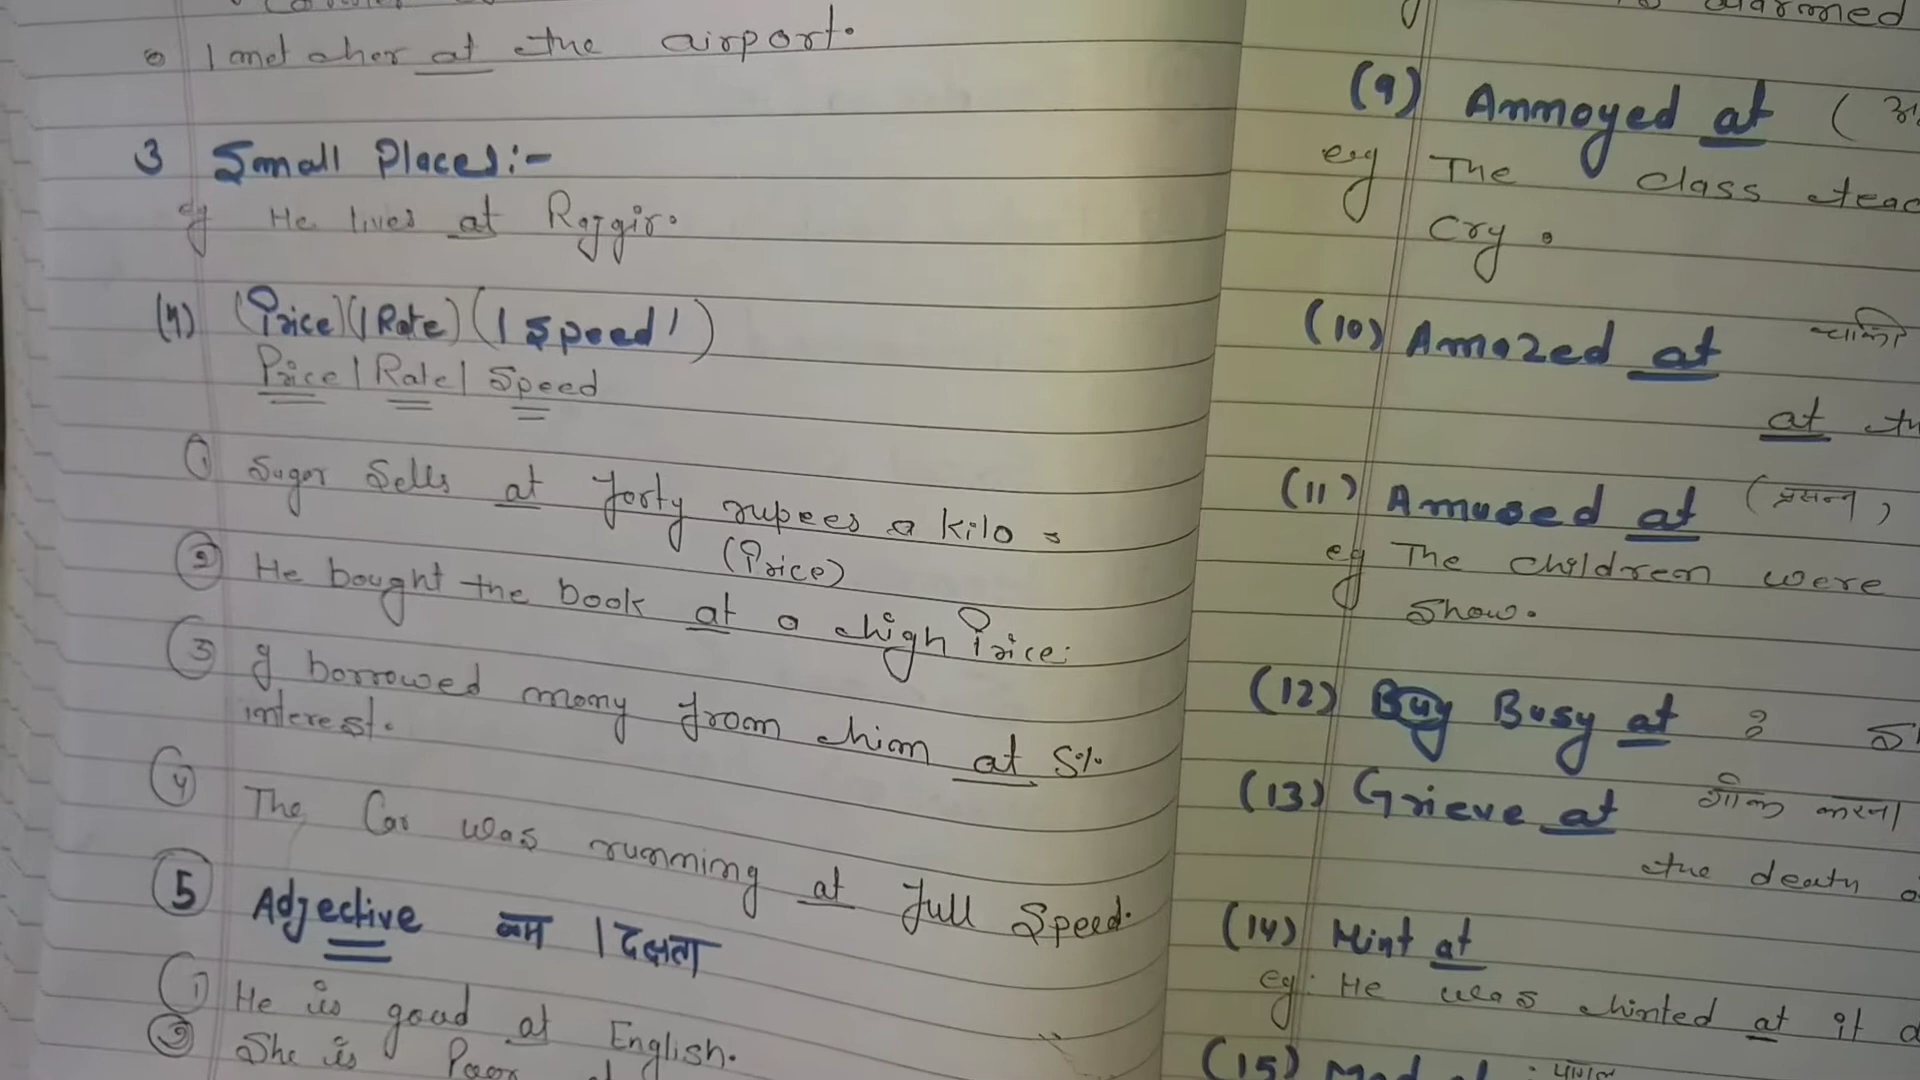 I met her at the airport.
3 Small Places:-
eg He lives at Rajgir.
(4) (Price)(|Rate)(|Speed|)
Price | Rate | Speed
① Sugar Sells at forty rupees a kilo.
(Price)
② He bought the book at a high Price.
③ I borrowed mony from him at 5%
interest.
④ The Car was running at full Speed.
⑤ Adjective कम | दक्षता
① He is good at English.
② She is Poor
(9) Annoyed at (
eg The class
Cry.
(10) Amazed at
at
(11) Amused at (प्रसन्न)
eg The children were
Show.
(12) Busy at :
(13) Grieve at शोक करना
the death
(14) Hint at
eg: He was hinted at it
(15) Mad at : पागल